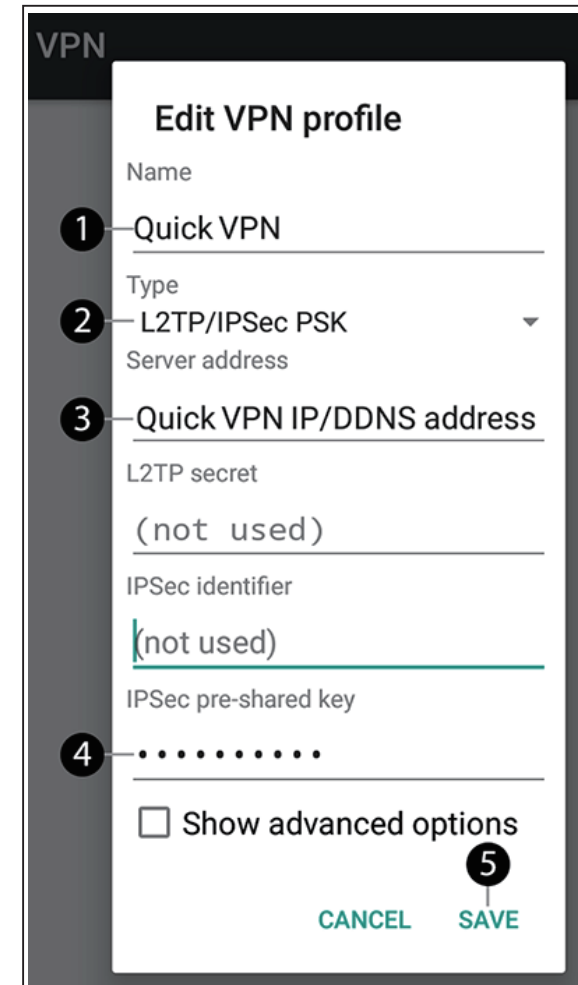 VPN
Edit VPN profile
Name
1 Quick VPN
Type
2 L2TP/IPSec PSK
Server address
3 Quick VPN IP/DDNS address
L2TP secret
(not used)
IPSec identifier
(not used)
IPSec pre-shared key
4 ••••••••••
Show advanced options
5
CANCEL SAVE